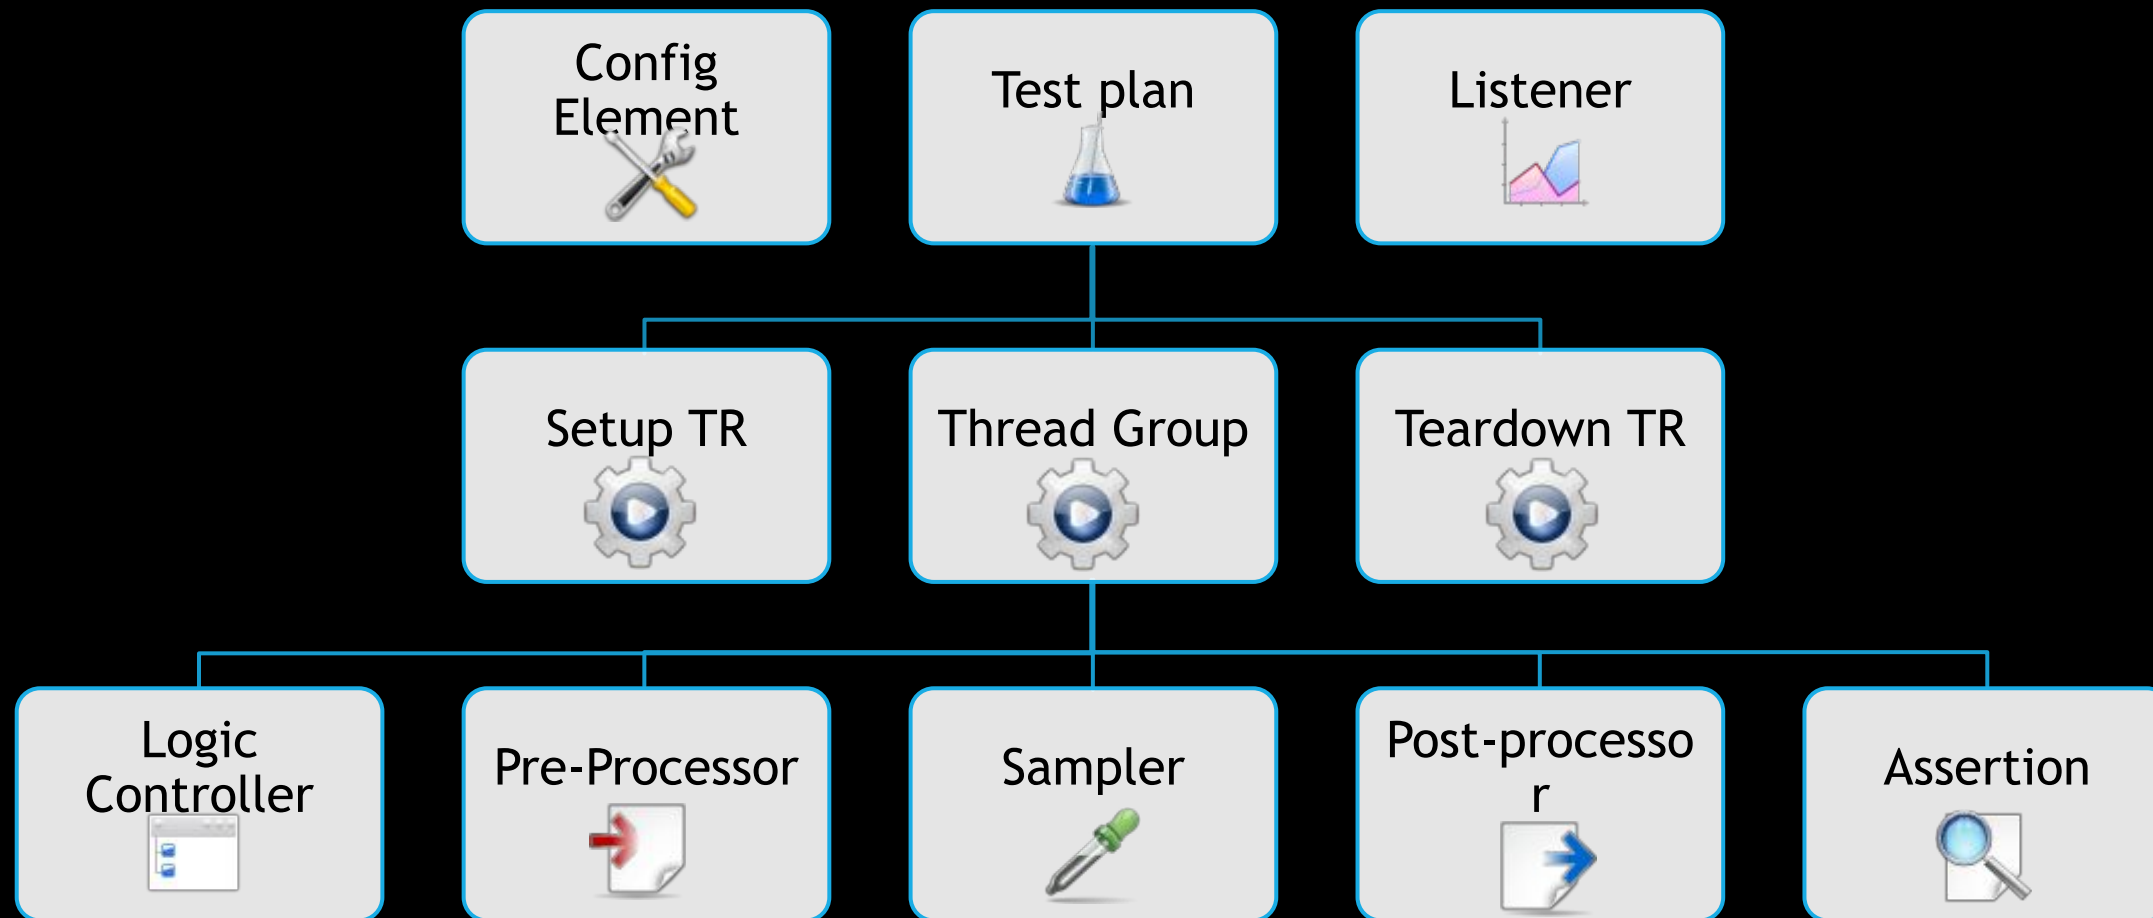 Config
Element
Test plan
Listener
Setup TR
Thread Group
Teardown TR
Logic
Controller
Pre-Processor
Sampler
Post-processo
r
Assertion